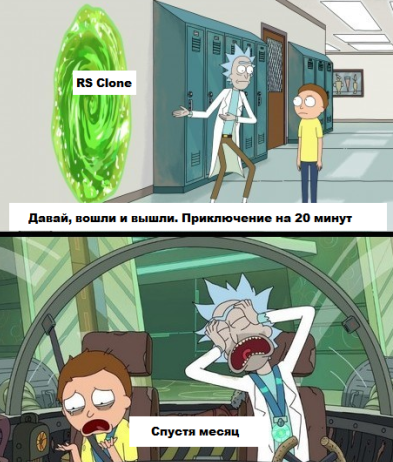 RS Clone
Давай, вошли и вышли. Приключение на 20 минут
Спустя месяц